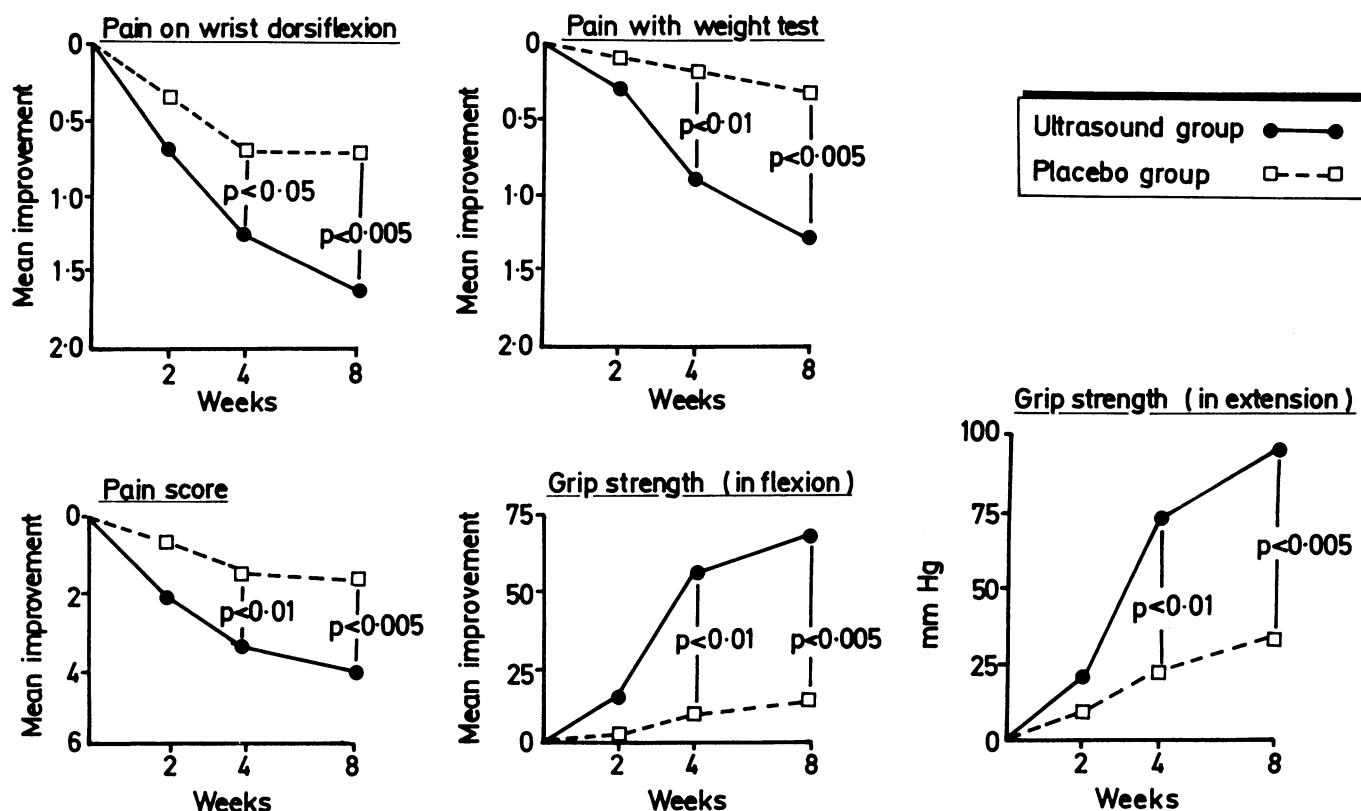 Pain on wrist dorsiflexion
Mean improvement
0
0·5
1·0
1·5
2·0
p<0·05
p<0·005
2 4 8
Weeks
Pain with weight test
Mean improvement
0
0·5
1·0
1·5
2·0
p<0·01
p<0·005
2 4 8
Weeks
Ultrasound group
Placebo group
Pain score
Mean improvement
0
2
4
6
p<0·01
p<0·005
2 4 8
Weeks
Grip strength (in flexion)
Mean improvement
75
50
25
0
p<0·01
p<0·005
2 4 8
Weeks
Grip strength (in extension)
mm Hg
100
75
50
25
0
p<0·01
p<0·005
2 4 8
Weeks